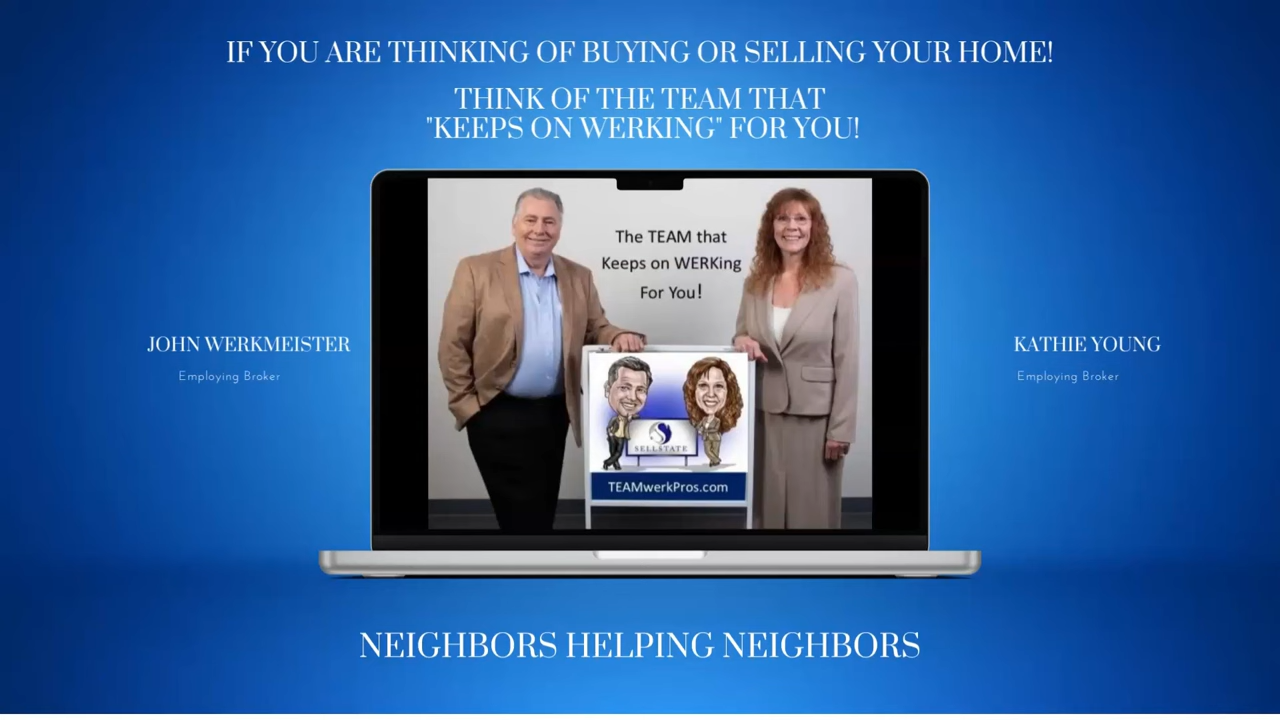 IF YOU ARE THINKING OF BUYING OR SELLING YOUR HOME!
THINK OF THE TEAM THAT
"KEEPS ON WERKING" FOR YOU!
The TEAM that
Keeps on WERKing
For You!
JOHN WERKMEISTER
Employing Broker
KATHIE YOUNG
Employing Broker
SELLSTATE
TEAMwerkPros.com
NEIGHBORS HELPING NEIGHBORS